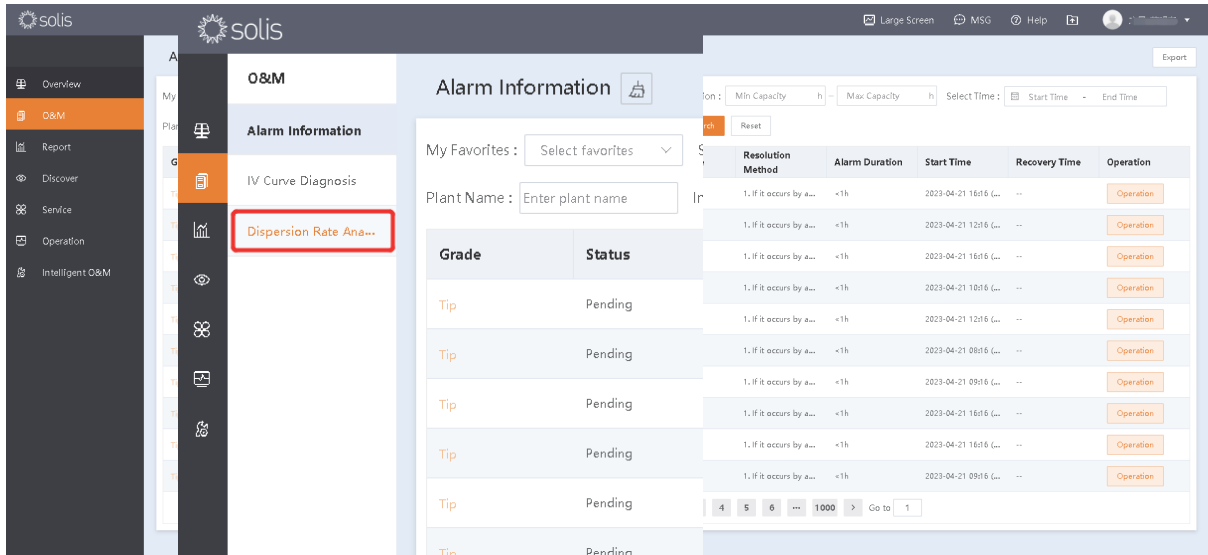 solis
Large Screen
MSG
Help
Overview
O&M
Report
Discover
Service
Operation
Intelligent O&M
A
My
Plan
G
solis
O&M
Alarm Information
IV Curve Diagnosis
Dispersion Rate Ana...
Alarm Information
My Favorites : Select favorites S
Plant Name : Enter plant name In
Grade Status
Tip Pending
Tip Pending
Tip Pending
Tip Pending
Tip Pending
Tip Pending
Export
ion : Min Capacity h – Max Capacity h Select Time : Start Time - End Time
rch Reset
Resolution Method Alarm Duration Start Time Recovery Time Operation
1. If it occurs by a... <1h 2023-04-21 16:16 (... -- Operation
1. If it occurs by a... <1h 2023-04-21 12:16 (... -- Operation
1. If it occurs by a... <1h 2023-04-21 16:16 (... -- Operation
1. If it occurs by a... <1h 2023-04-21 10:16 (... -- Operation
1. If it occurs by a... <1h 2023-04-21 12:16 (... -- Operation
1. If it occurs by a... <1h 2023-04-21 08:16 (... -- Operation
1. If it occurs by a... <1h 2023-04-21 09:16 (... -- Operation
1. If it occurs by a... <1h 2023-04-21 16:16 (... -- Operation
1. If it occurs by a... <1h 2023-04-21 16:16 (... -- Operation
1. If it occurs by a... <1h 2023-04-21 09:16 (... -- Operation
4 5 6 ... 1000 > Go to 1